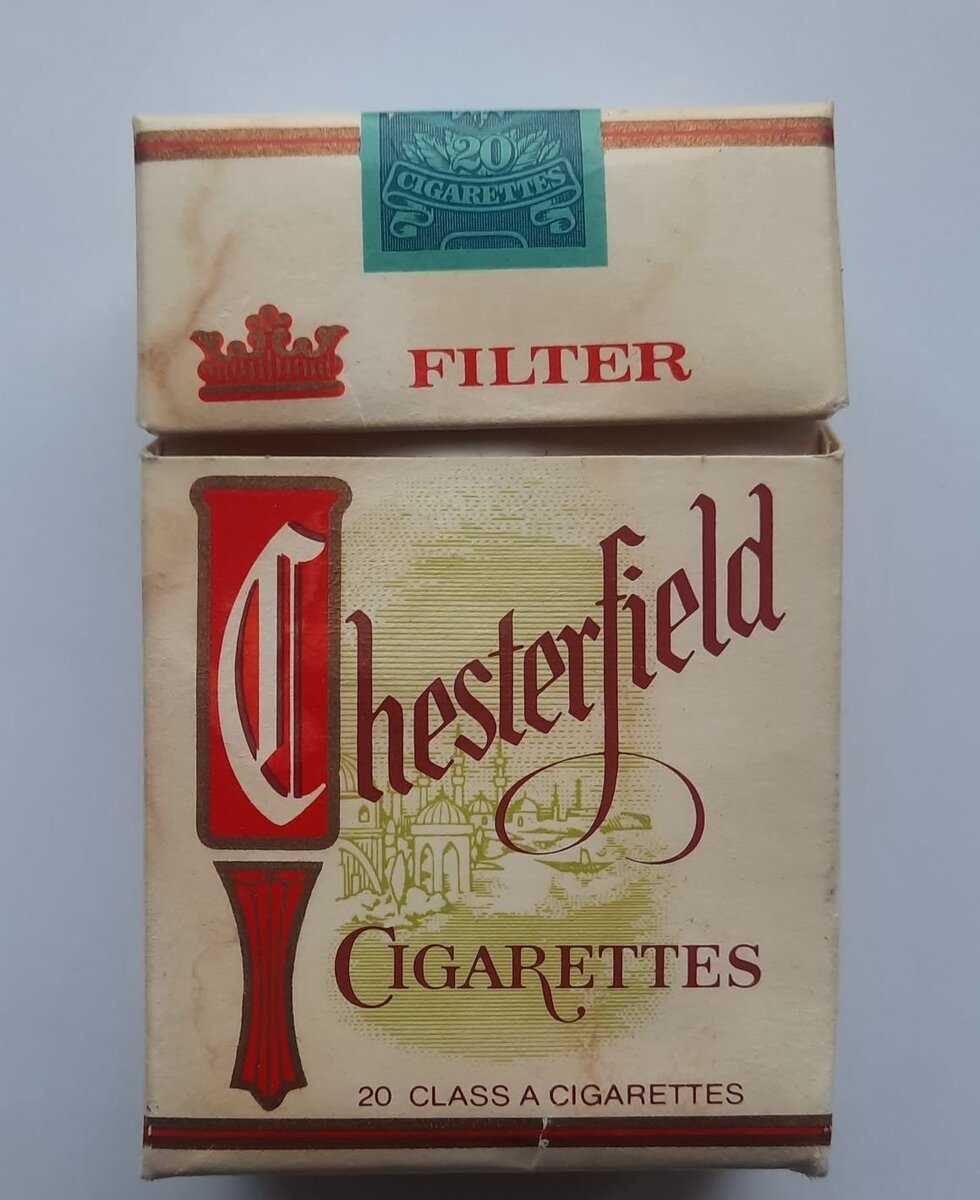 20
CIGARETTES
FILTER
Chesterfield
CIGARETTES
20 CLASS A CIGARETTES